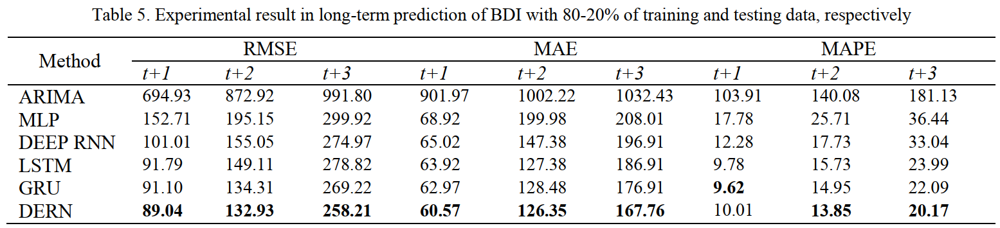 Table 5. Experimental result in long-term prediction of BDI with 80-20% of training and testing data, respectively
Method RMSE MAE MAPE
t+1 t+2 t+3 t+1 t+2 t+3 t+1 t+2 t+3
ARIMA 694.93 872.92 991.80 901.97 1002.22 1032.43 103.91 140.08 181.13
MLP 152.71 195.15 299.92 68.92 199.98 208.01 17.78 25.71 36.44
DEEP RNN 101.01 155.05 274.97 65.02 147.38 196.91 12.28 17.73 33.04
LSTM 91.79 149.11 278.82 63.92 127.38 186.91 9.78 15.73 23.99
GRU 91.10 134.31 269.22 62.97 128.48 176.91 9.62 14.95 22.09
DERN 89.04 132.93 258.21 60.57 126.35 167.76 10.01 13.85 20.17